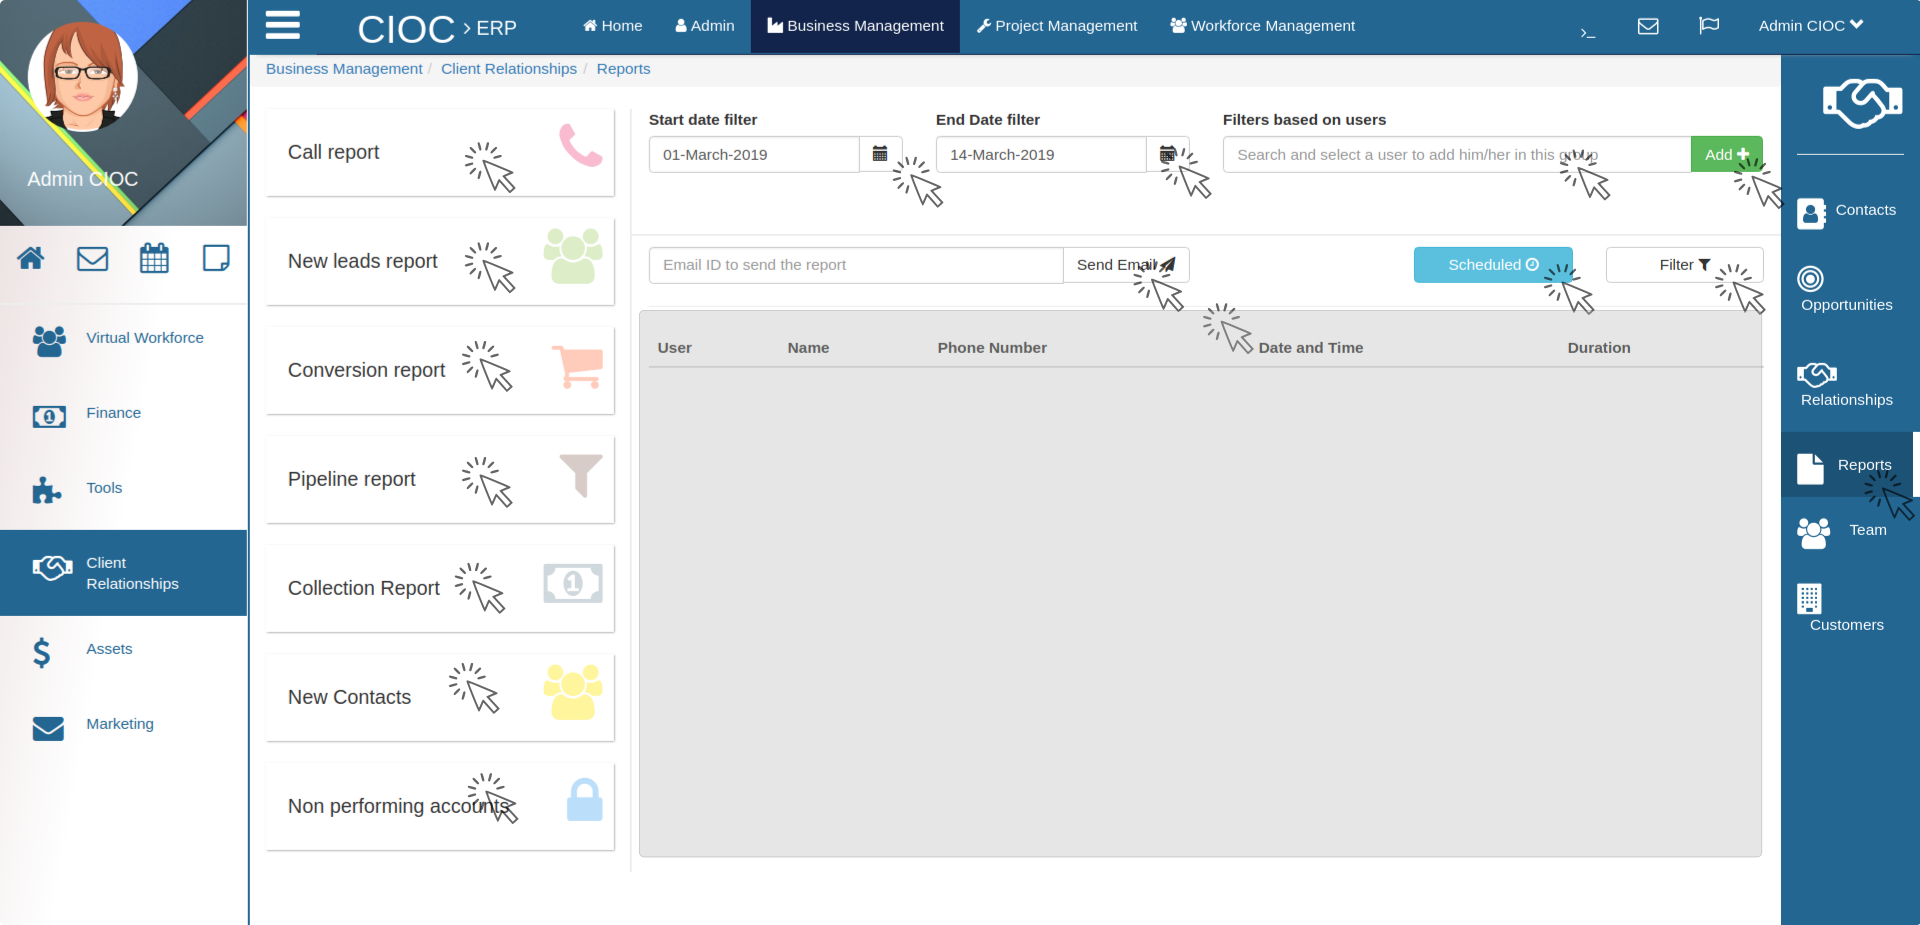 CIOC > ERP
Home
Admin
Business Management
Project Management
Workforce Management
>_
Admin CIOC
Business Management / Client Relationships / Reports
Admin CIOC
Virtual Workforce
Finance
Tools
Client
Relationships
Assets
Marketing
Call report
New leads report
Conversion report
Pipeline report
Collection Report
1
New Contacts
Non performing accounts
Start date filter
01-March-2019
End Date filter
14-March-2019
Filters based on users
Search and select a user to add him/her in this group
Add
Email ID to send the report
Send Email
Scheduled
Filter
User Name Phone Number Date and Time Duration
Contacts
Opportunities
Relationships
Reports
Team
Customers